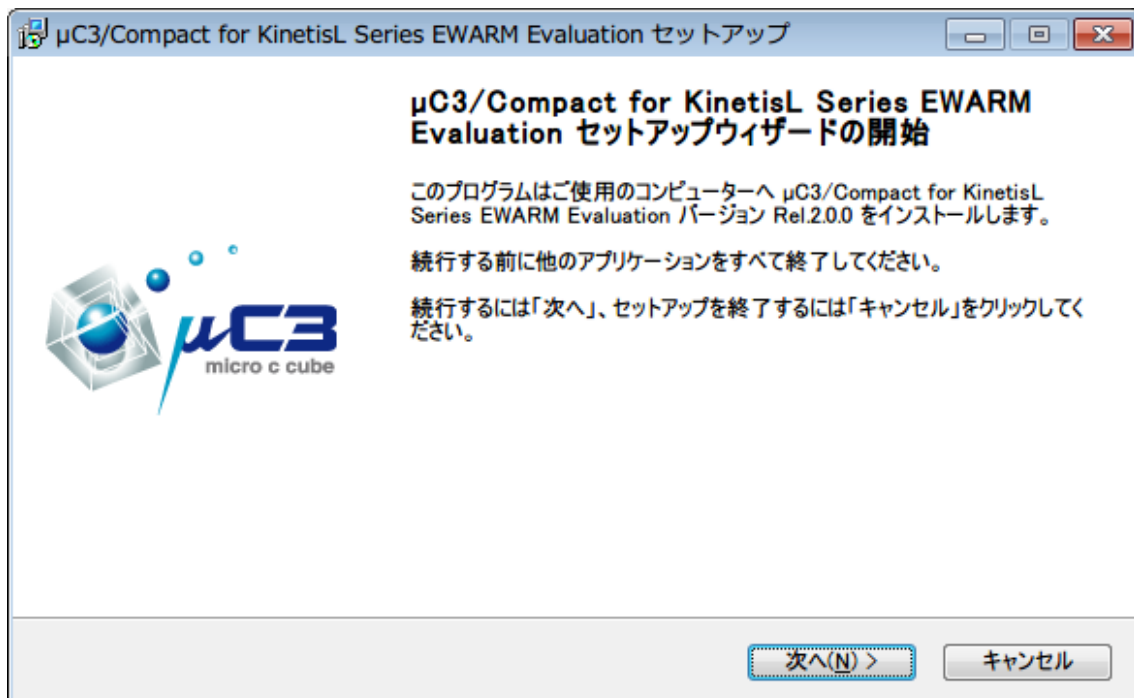 μC3/Compact for KinetisL Series EWARM Evaluation セットアップ
μC3/Compact for KinetisL Series EWARM
Evaluation セットアップウィザードの開始
このプログラムはご使用のコンピューターへ μC3/Compact for KinetisL
Series EWARM Evaluation バージョン Rel.2.0.0 をインストールします。
続行する前に他のアプリケーションをすべて終了してください。
続行するには「次へ」、セットアップを終了するには「キャンセル」をクリックしてく
ださい。
μC3
micro c cube
次へ(N) >
キャンセル